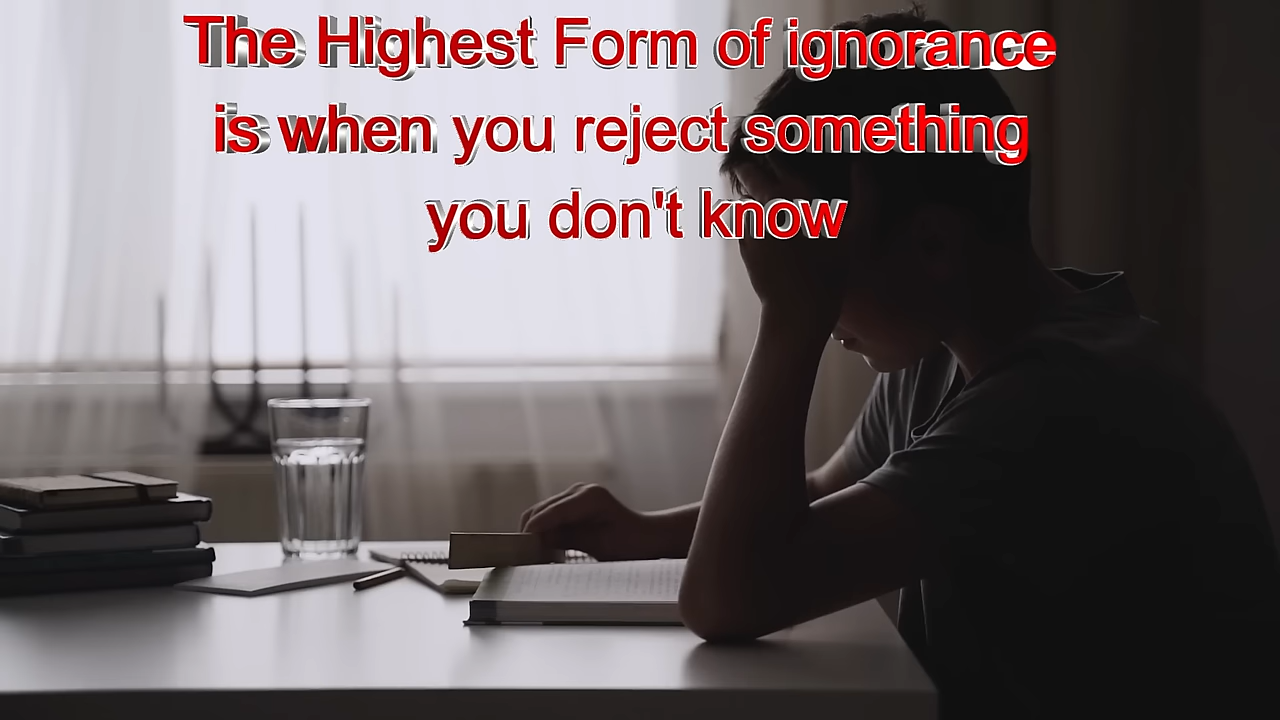 The Highest Form of ignorance
is when you reject something
you don't know